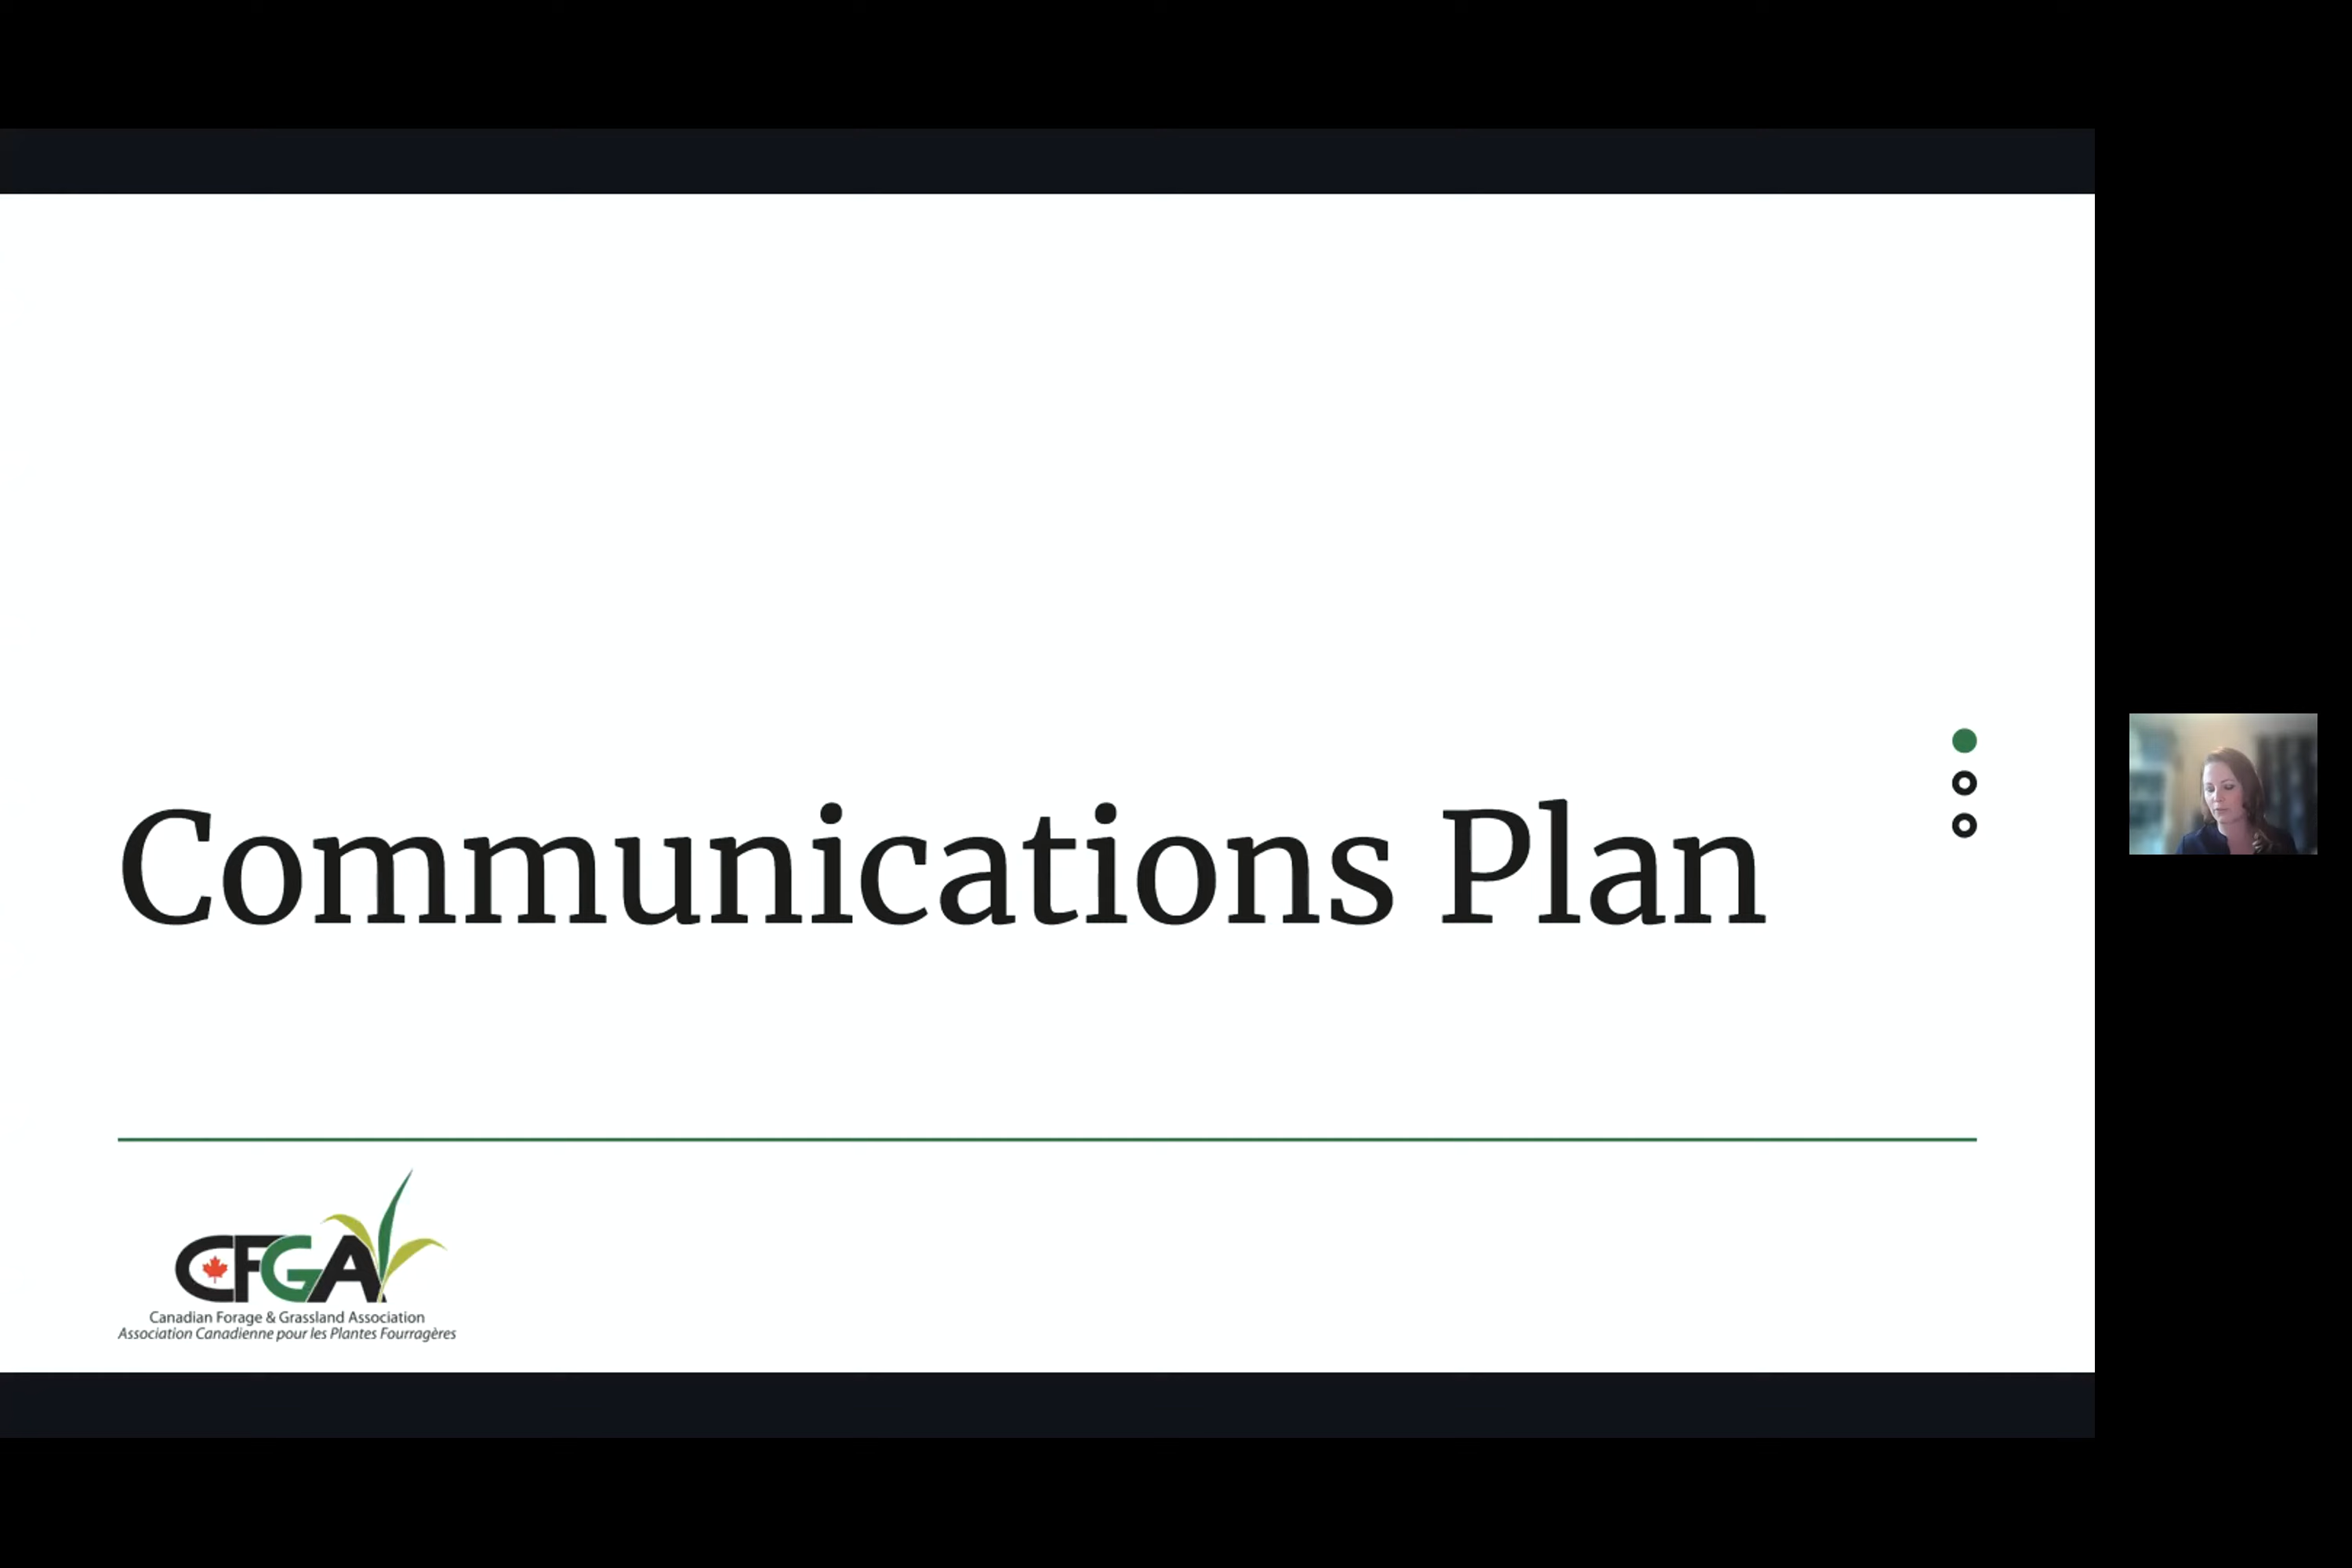 Communications Plan
CFGA
Canadian Forage & Grassland Association
Association Canadienne pour les Plantes Fourragères